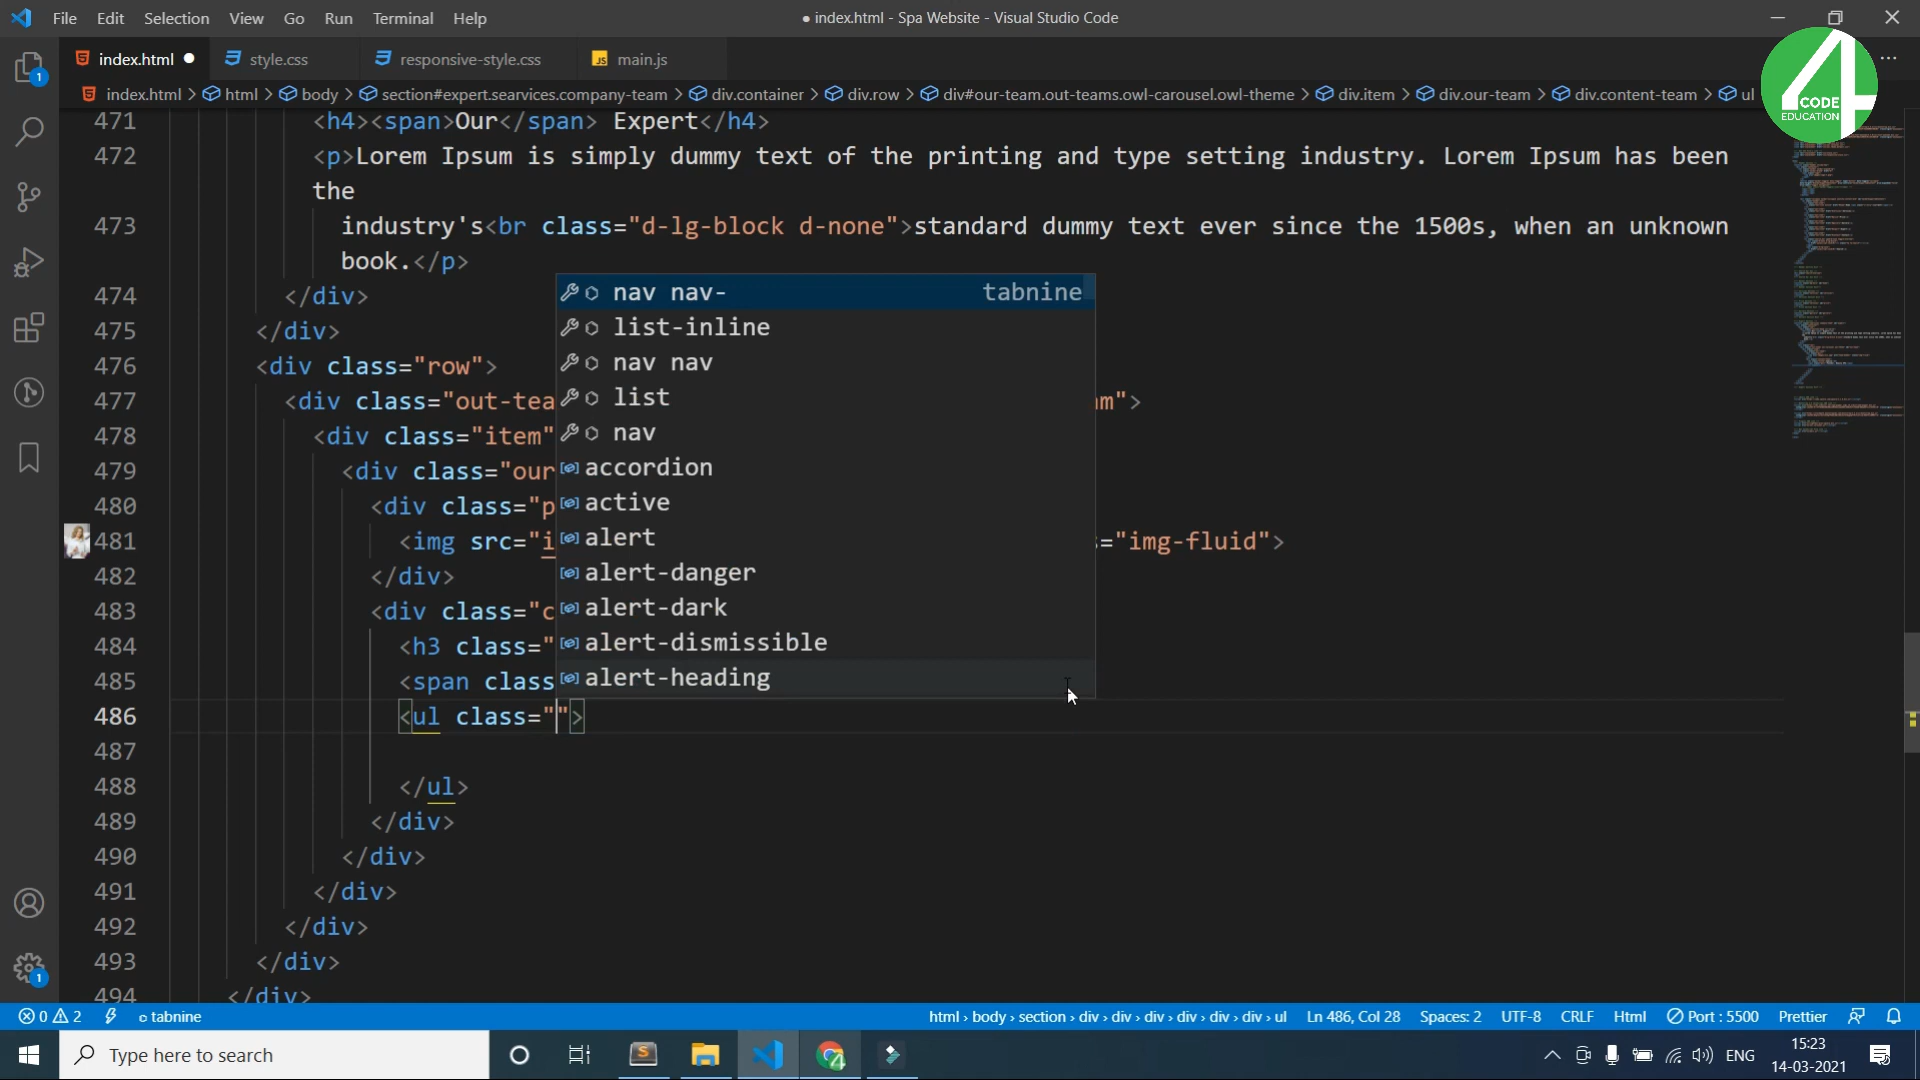 File Edit Selection View Go Run Terminal Help
● index.html - Spa Website - Visual Studio Code
index.html ● style.css responsive-style.css JS main.js
index.html > html > body > section#expert.searvices.company-team > div.container > div.row > div#our-team.out-teams.owl-carousel.owl-theme > div.item > div.our-team > div.content-team > ul
4 CODE EDUCATION
471 <h4><span>Our</span> Expert</h4>
472 <p>Lorem Ipsum is simply dummy text of the printing and type setting industry. Lorem Ipsum has been
the
473 industry's<br class="d-lg-block d-none">standard dummy text ever since the 1500s, when an unknown
book.</p>
474 </div>
475 </div>
476 <div class="row">
477 <div class="out-tea m">
478 <div class="item"
479 <div class="our
480 <div class="p
481 <img src="i s="img-fluid">
482 </div>
483 <div class="c
484 <h3 class="
485 <span class
486 <ul class="">
487
488 </ul>
489 </div>
490 </div>
491 </div>
492 </div>
493 </div>
494 </div>
nav nav- tabnine
list-inline
nav nav
list
nav
accordion
active
alert
alert-danger
alert-dark
alert-dismissible
alert-heading
0 2 tabnine html > body > section > div > div > div > div > div > div > ul Ln 486, Col 28 Spaces: 2 UTF-8 CRLF Html Port : 5500 Prettier
Type here to search
ENG 15:23
14-03-2021